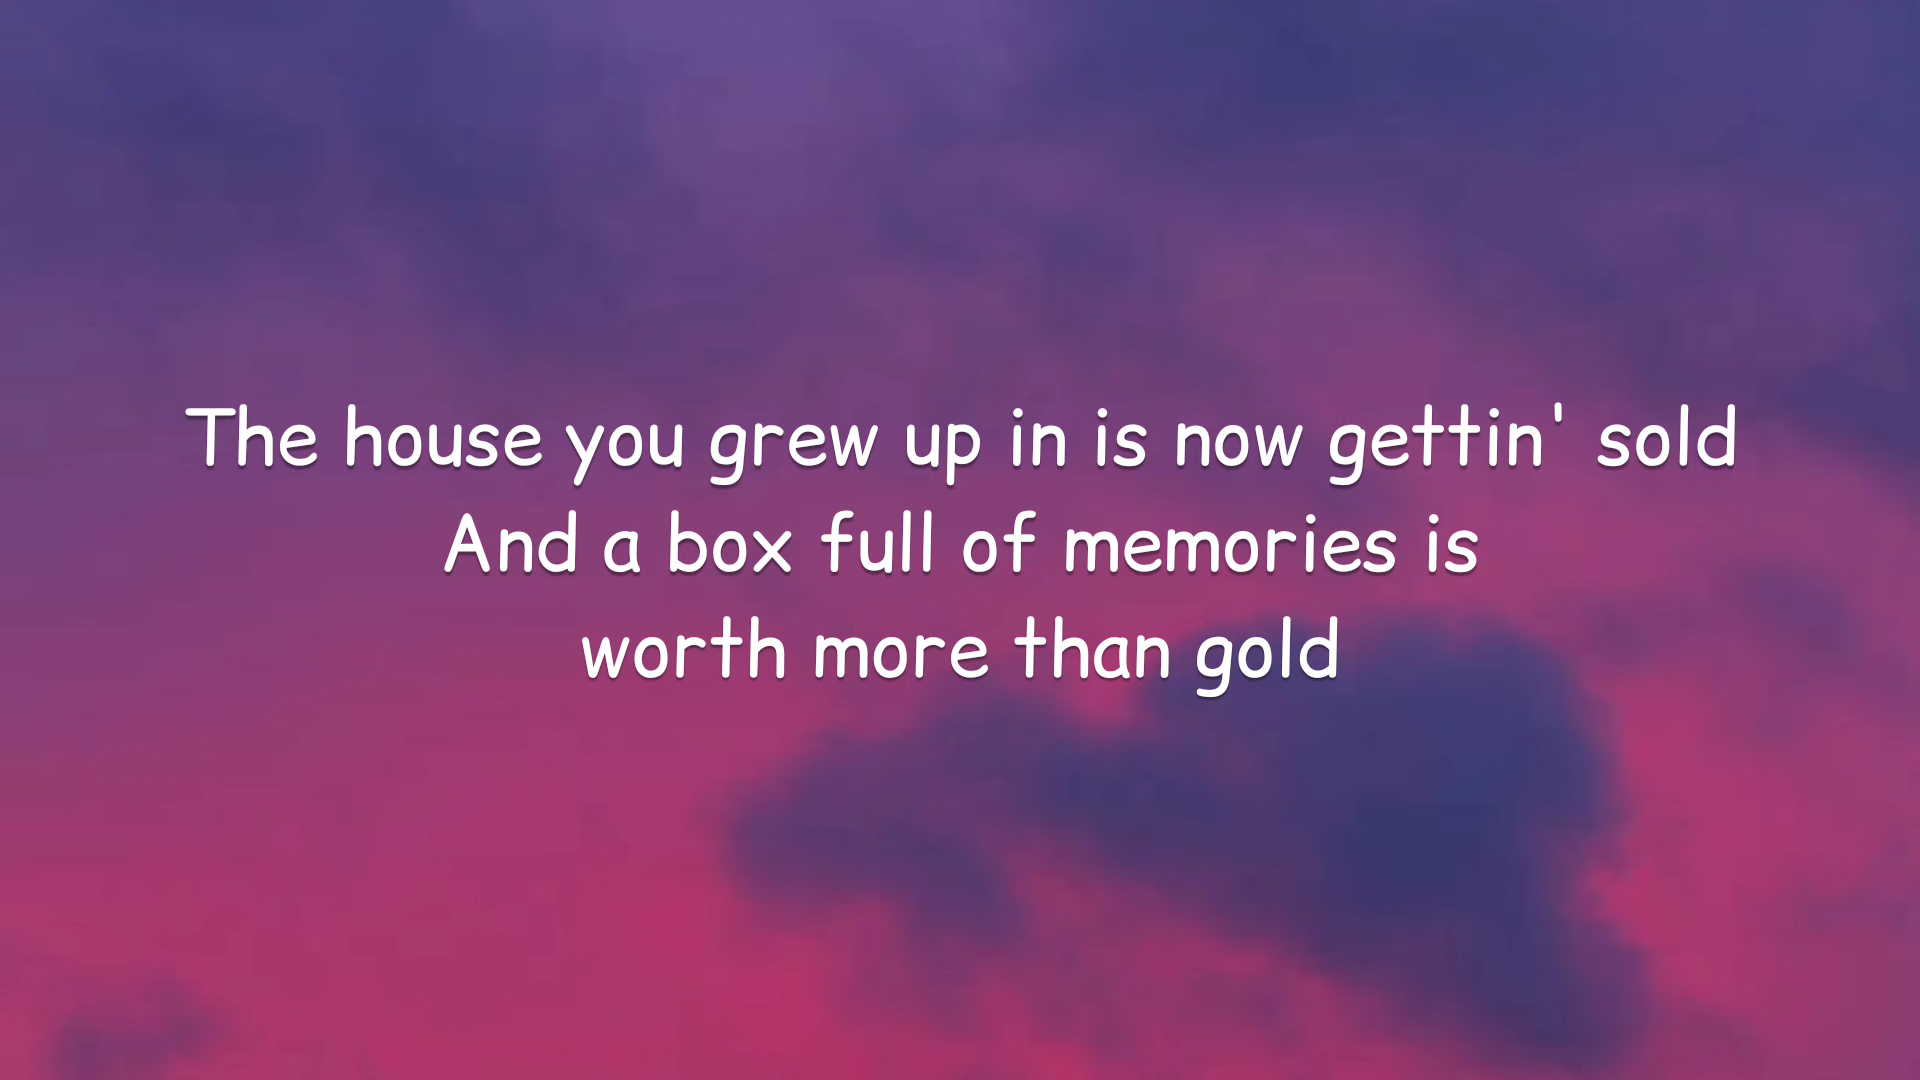 The house you grew up in is now gettin' sold
And a box full of memories is
worth more than gold